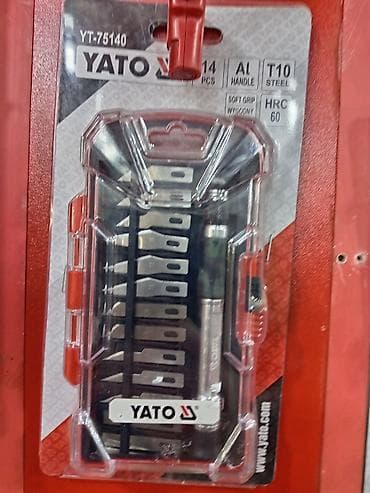 YT-75140
YATO
14 PCS
Al HANDLE
T10 STEEL
SOFT GRIP
HRC 60
YATO
www.yato.com